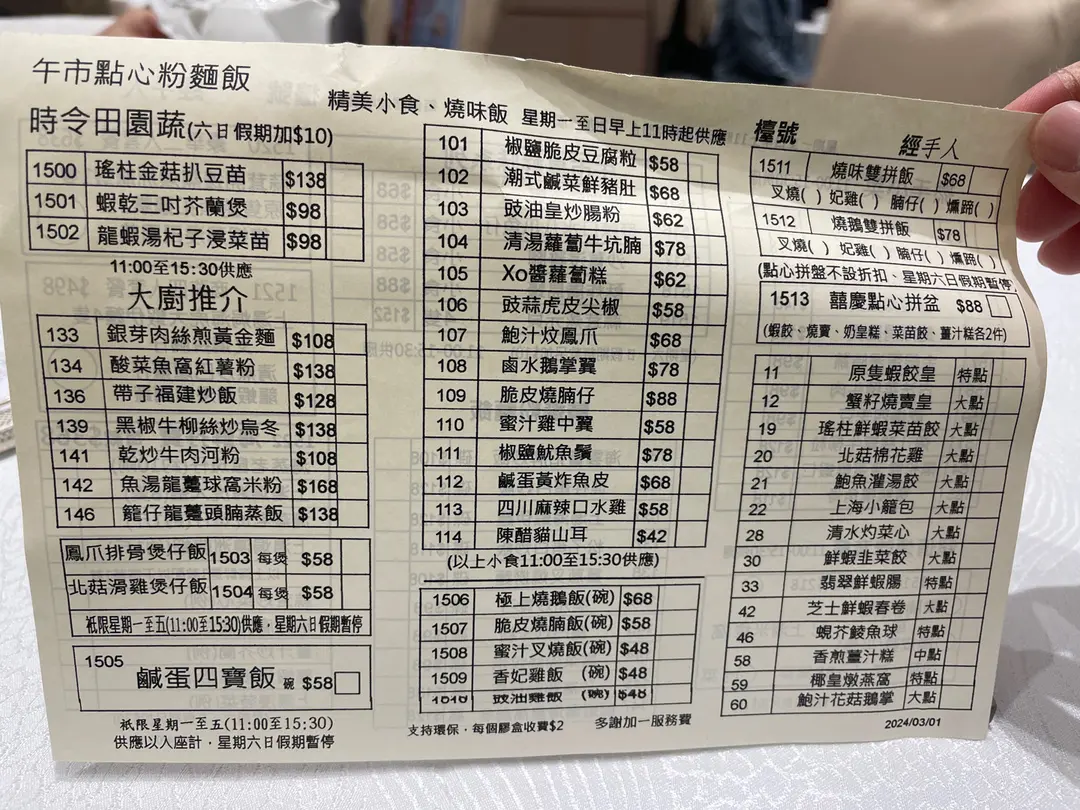 午市點心粉麵飯
時令田園蔬(六日假期加$10)
1500 瑤柱金菇扒豆苗 $138
1501 蝦乾三吋芥蘭煲 $98
1502 龍蝦湯杞子浸菜苗 $98
11:00至15:30供應
大廚推介
133 銀芽肉絲煎黃金麵 $108
134 酸菜魚窩紅薯粉 $138
136 帶子福建炒飯 $128
139 黑椒牛柳絲炒烏冬 $138
141 乾炒牛肉河粉 $108
142 魚湯龍躉球窩米粉 $168
146 籠仔龍躉頭腩蒸飯 $138
鳳爪排骨煲仔飯 1503 每煲 $58
北菇滑雞煲仔飯 1504 每煲 $58
祇限星期一至五(11:00至15:30)供應，星期六日假期暫停
1505 鹹蛋四寶飯 碗 $58
祇限星期一至五(11:00至15:30)
供應以入座計，星期六日假期暫停
精美小食、燒味飯 星期一至日早上11時起供應
101 椒鹽脆皮豆腐粒 $58
102 潮式鹹菜鮮豬肚 $68
103 豉油皇炒腸粉 $62
104 清湯蘿蔔牛坑腩 $78
105 Xo醬蘿蔔糕 $62
106 豉蒜虎皮尖椒 $58
107 鮑汁炆鳳爪 $68
108 鹵水鵝掌翼 $78
109 脆皮燒腩仔 $88
110 蜜汁雞中翼 $58
111 椒鹽魷魚鬚 $78
112 鹹蛋黃炸魚皮 $68
113 四川麻辣口水雞 $58
114 陳醋貓山耳 $42
(以上小食11:00至15:30供應)
1506 極上燒鵝飯(碗) $68
1507 脆皮燒腩飯(碗) $58
1508 蜜汁叉燒飯(碗) $48
1509 香妃雞飯 (碗) $48
豉油雞飯 (碗) $48
支持環保，每個膠盒收費$2 多謝加一服務費
檯號 經手人
1511 燒味雙拼飯 $68
叉燒( ) 妃雞( ) 腩仔( ) 燻蹄( )
1512 燒鵝雙拼飯 $78
叉燒( ) 妃雞( ) 腩仔( ) 燻蹄( )
(點心拼盤不設折扣、星期六日假期暫停)
1513 囍慶點心拼盆 $88
(蝦餃、燒賣、奶皇糕、菜苗餃、薑汁糕各2件)
11 原隻蝦餃皇 特點
12 蟹籽燒賣皇 大點
19 瑤柱鮮蝦菜苗餃 大點
20 北菇棉花雞 大點
21 鮑魚灌湯餃 大點
22 上海小籠包 大點
28 清水灼菜心 大點
30 鮮蝦韭菜餃 大點
33 翡翠鮮蝦腸 特點
42 芝士鮮蝦春卷 大點
46 蜆芥鯪魚球 特點
58 香煎薑汁糕 中點
59 椰皇燉燕窩 特點
60 鮑汁花菇鵝掌 大點
2024/03/01